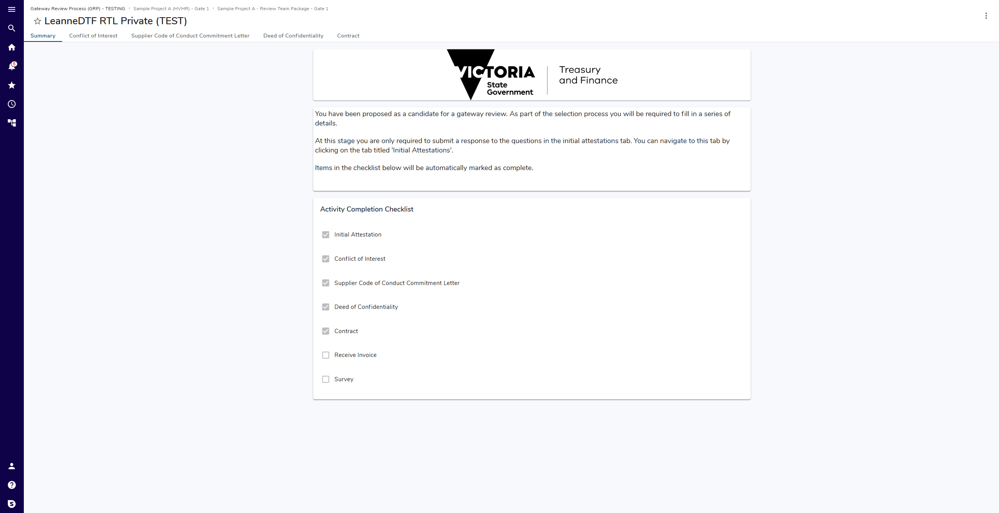 Gateway Review Process (GRP) - TESTING › Sample Project A (HVHR) - Gate 1 › Sample Project A - Review Team Package - Gate 1
LeanneDTF RTL Private (TEST)
Summary Conflict of Interest Supplier Code of Conduct Commitment Letter Deed of Confidentiality Contract
5
VICTORIA
State
Government
Treasury
and Finance
You have been proposed as a candidate for a gateway review. As part of the selection process you will be required to fill in a series of
details.
At this stage you are only required to submit a response to the questions in the initial attestations tab. You can navigate to this tab by
clicking on the tab titled 'Initial Attestations'.
Items in the checklist below will be automatically marked as complete.
Activity Completion Checklist
Initial Attestation
Conflict of Interest
Supplier Code of Conduct Commitment Letter
Deed of Confidentiality
Contract
Receive Invoice
Survey